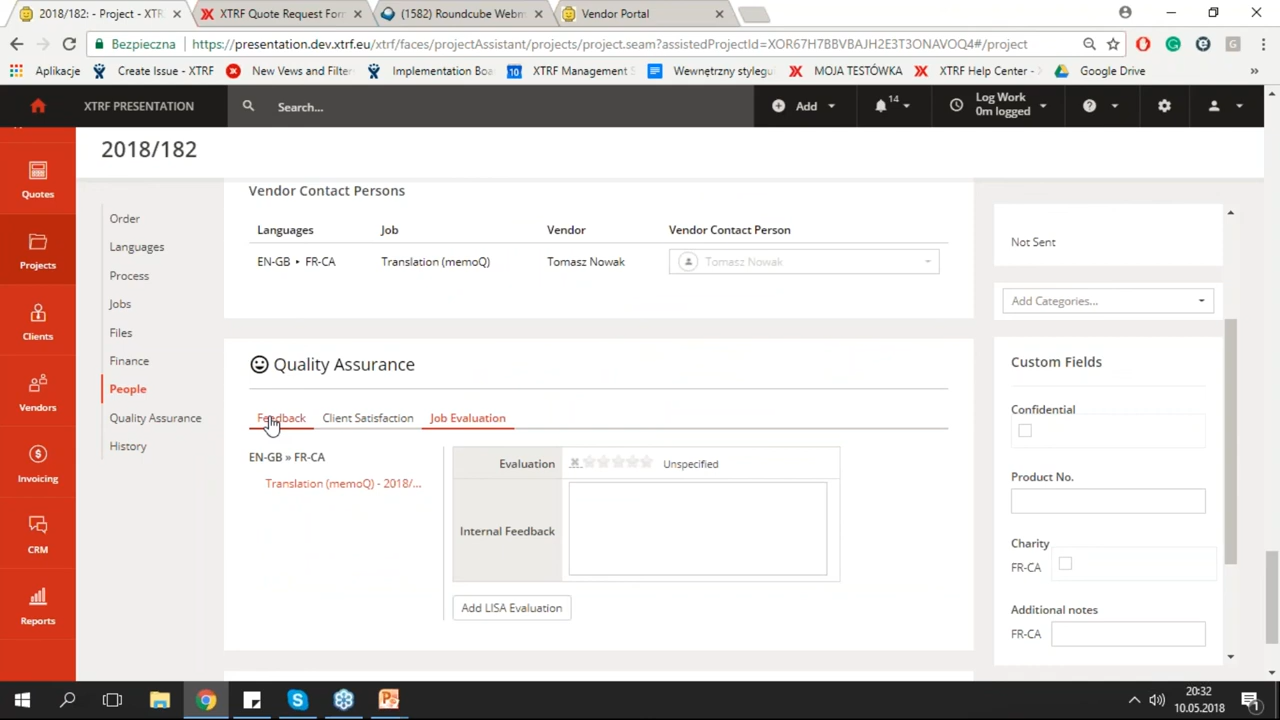 2018/182: - Project - XTR
XTRF Quote Request Form
(1582) Roundcube Webm
Vendor Portal
Bezpieczna
https://presentation.dev.xtrf.eu/xtrf/faces/projectAssistant/projects/project.seam?assistedProjectId=XOR67H7BBVBAJH2E3T3ONAVOQ4#/project
Aplikacje
Create Issue - XTRF
New Vews and Filter
Implementation Boa
10
XTRF Management S
Wewnętrzny stylegu
MOJA TESTÓWKA
XTRF Help Center -
Google Drive
XTRF PRESENTATION
Search...
Add
14
Log Work
0m logged
2018/182
Quotes
Projects
Clients
Vendors
Invoicing
CRM
Reports
Order
Languages
Process
Jobs
Files
Finance
People
Quality Assurance
History
Vendor Contact Persons
Languages Job Vendor Vendor Contact Person
EN-GB ‣ FR-CA Translation (memoQ) Tomasz Nowak Tomasz Nowak
Quality Assurance
Feedback Client Satisfaction Job Evaluation
EN-GB » FR-CA
Translation (memoQ) - 2018/...
Evaluation Unspecified
Internal Feedback
Add LISA Evaluation
Not Sent
Add Categories...
Custom Fields
Confidential
Product No.
Charity
FR-CA
Additional notes
FR-CA
20:32
10.05.2018
1